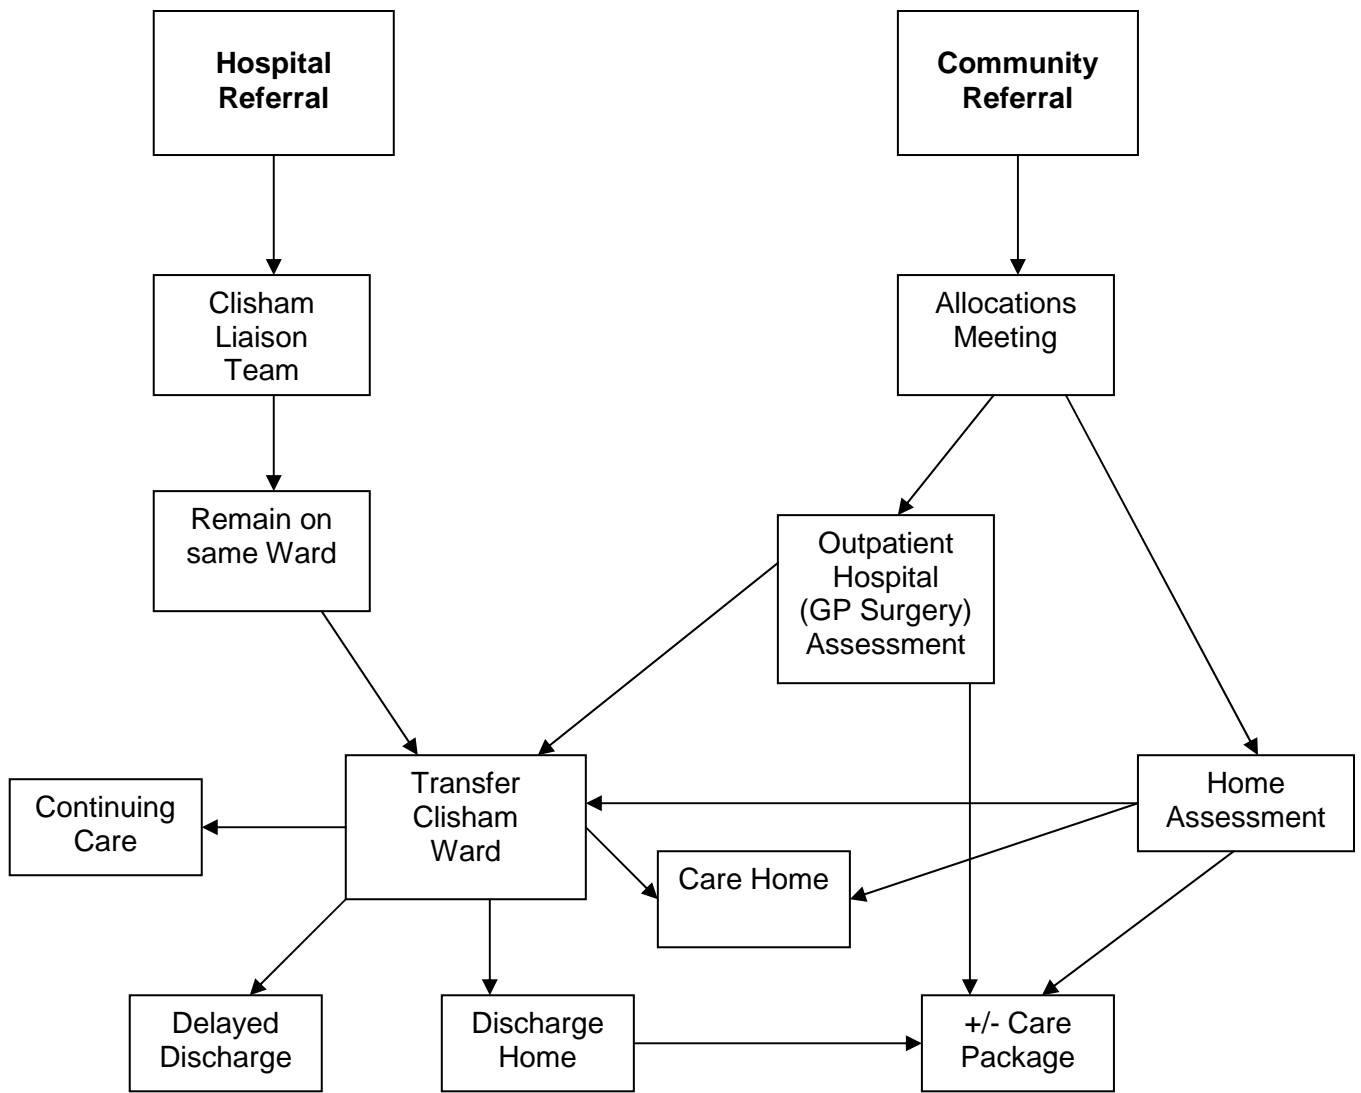 Hospital
Referral
Community
Referral
Clisham
Liaison
Team
Allocations
Meeting
Remain on
same Ward
Outpatient
Hospital
(GP Surgery)
Assessment
Transfer
Clisham
Ward
Home
Assessment
Continuing
Care
Care Home
Delayed
Discharge
Discharge
Home
+/- Care
Package